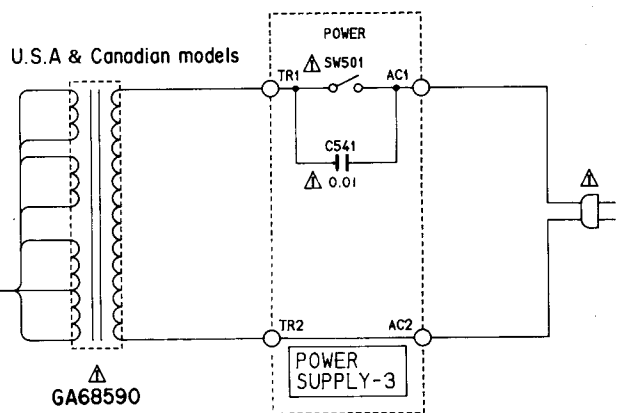 POWER
U.S.A & Canadian models
TR1 SW501 AC1
C541
0.01
TR2 AC2
POWER
SUPPLY-3
GA68590